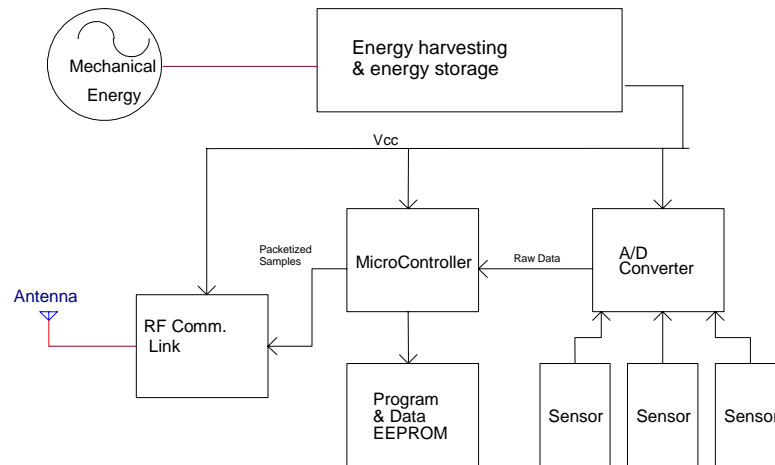 Mechanical
Energy
Energy harvesting
& energy storage
Vcc
Packetized
Samples
MicroController
Raw Data
A/D
Converter
Antenna
RF Comm.
Link
Program
& Data
EEPROM
Sensor
Sensor
Sensor